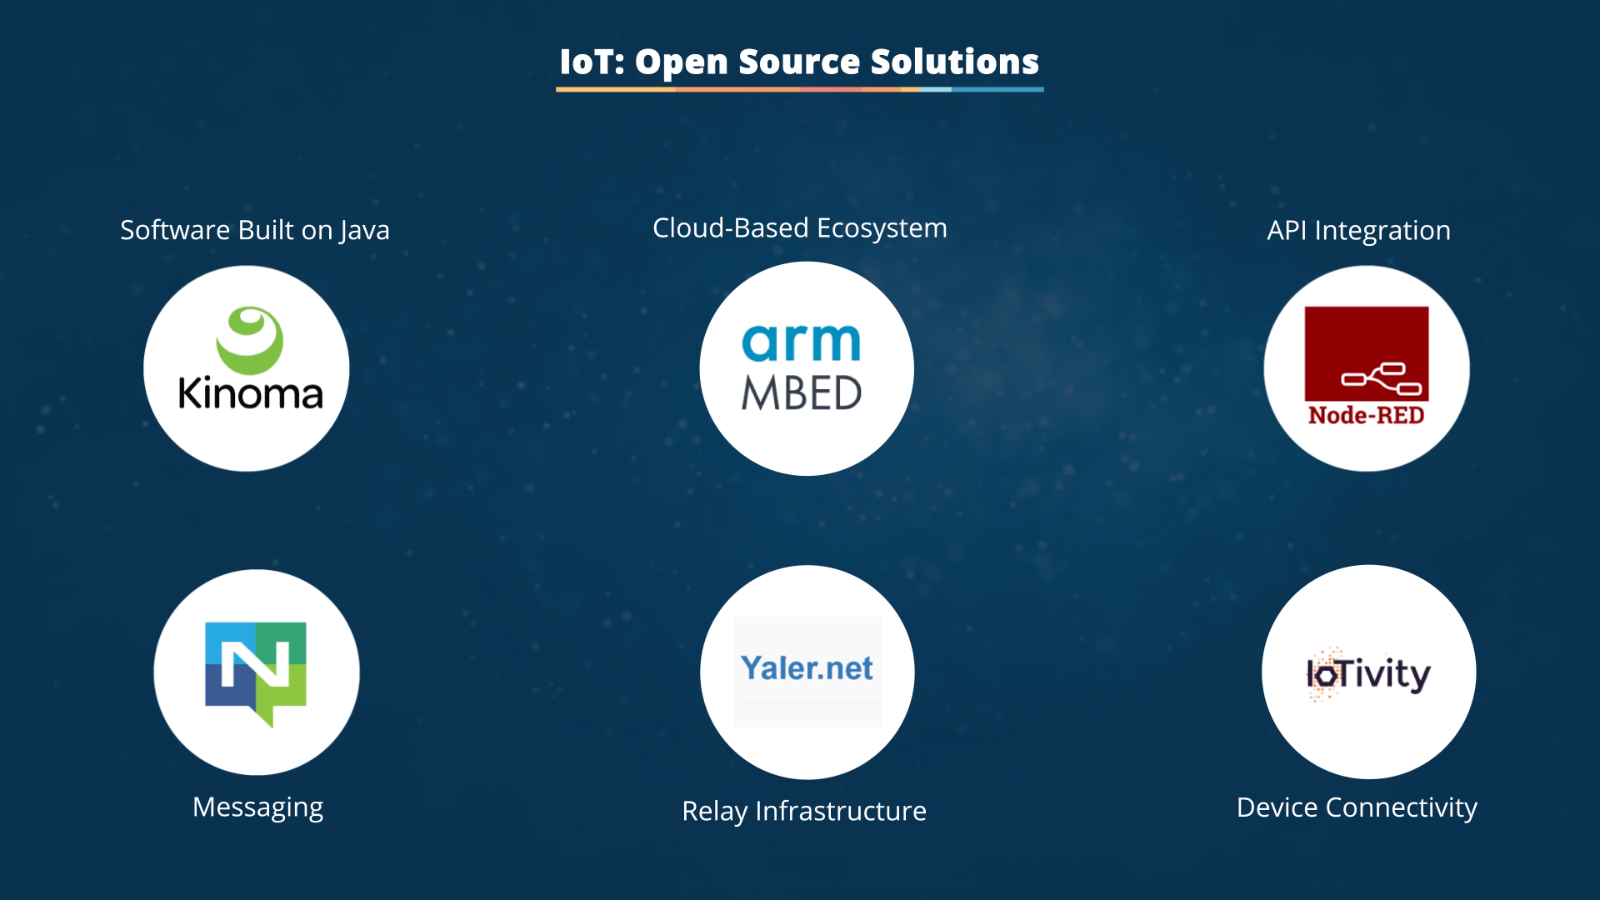 IoT: Open Source Solutions
Software Built on Java
Cloud-Based Ecosystem
API Integration
Kinoma
arm
MBED
Node-RED
N
Yaler.net
IoTivity
Messaging
Relay Infrastructure
Device Connectivity